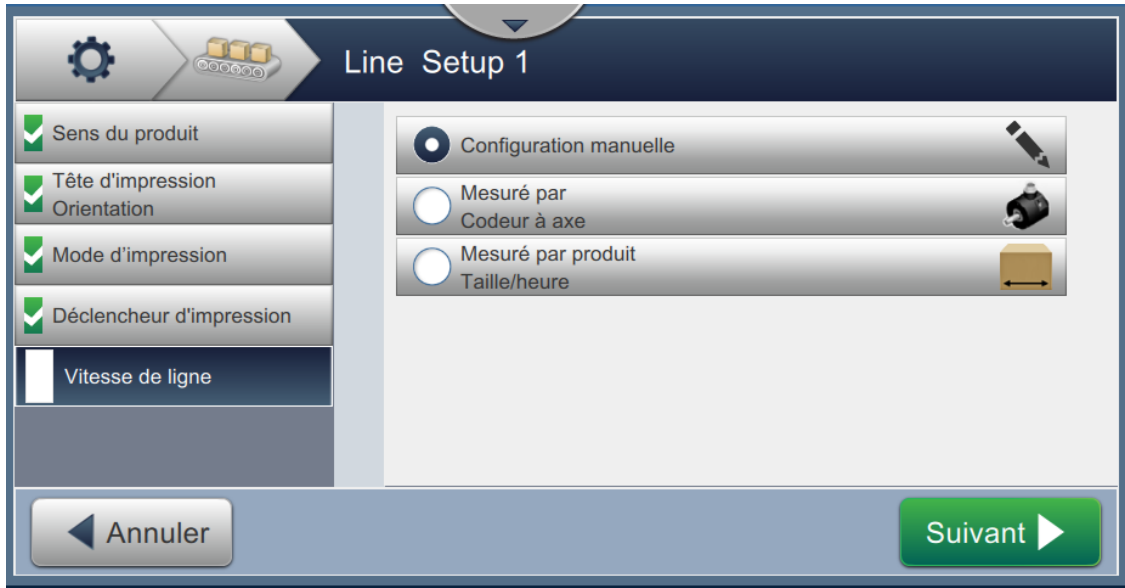 Line Setup 1
Sens du produit
Tête d'impression
Orientation
Mode d’impression
Déclencheur d'impression
Vitesse de ligne
Configuration manuelle
Mesuré par
Codeur à axe
Mesuré par produit
Taille/heure
Annuler
Suivant